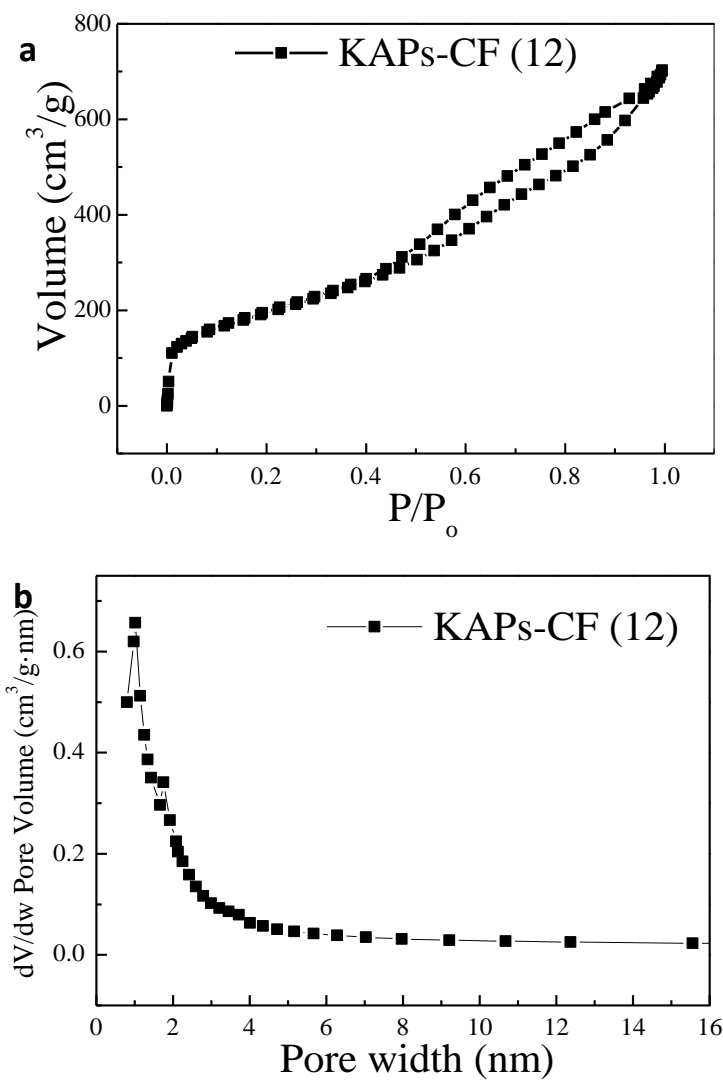 a
KAPs-CF (12)
Volume (cm³/g)
800
600
400
200
0
0.0 0.2 0.4 0.6 0.8 1.0
P/Pₒ
b
KAPs-CF (12)
dV/dw Pore Volume (cm³/g·nm)
0.6
0.4
0.2
0.0
0 2 4 6 8 10 12 14 16
Pore width (nm)